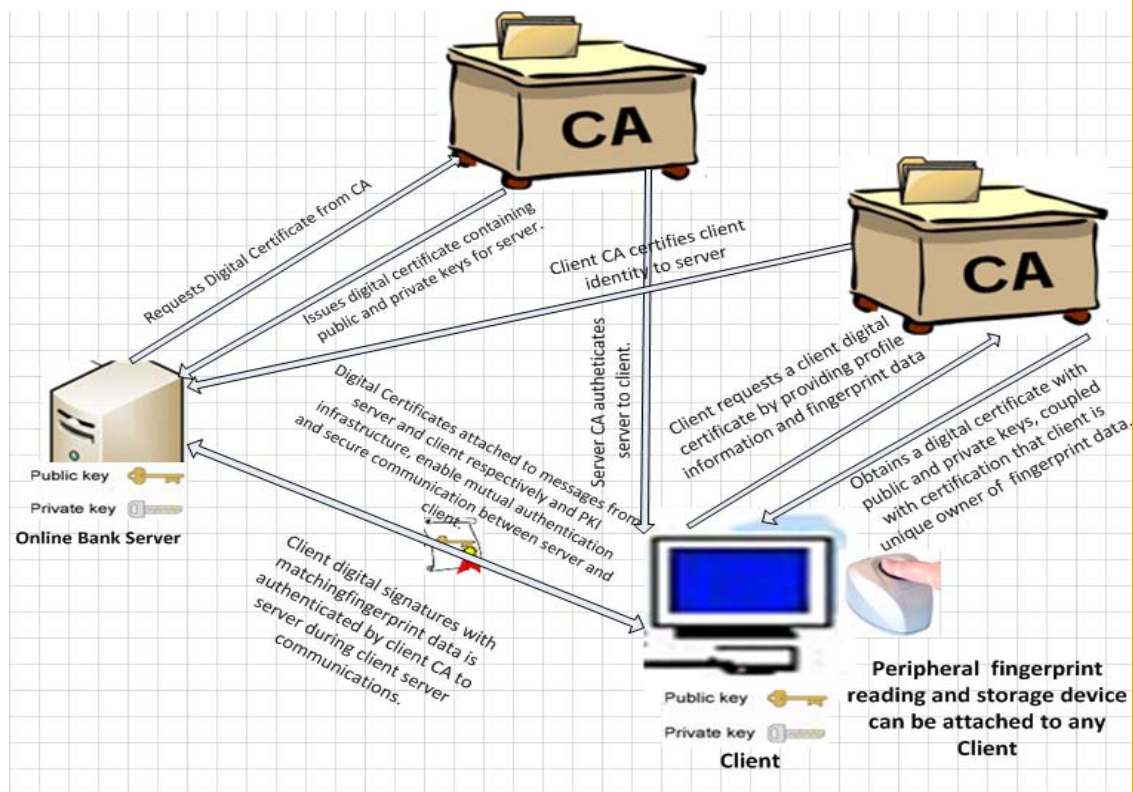 CA
CA
Requests Digital Certificate from CA
Issues digital certificate containing
public and private keys for server.
Client CA certifies client
identity to server
Server CA autheticates
server to client.
Client requests a client digital
certificate by providing profile
information and fingerprint data
Obtains a digital certificate with
public and private keys, coupled
with certification that client is
unique owner of fingerprint data.
Digital Certificates attached to messages from
server and client respectively and PKI
infrastructure, enable mutual authentication
and secure communication between server and
client.
Public key
Private key
Online Bank Server
Client digital signatures with
matchingfingerprint data is
authenticated by client CA to
server during client server
communications.
Public key
Private key
Client
Peripheral fingerprint
reading and storage device
can be attached to any
Client